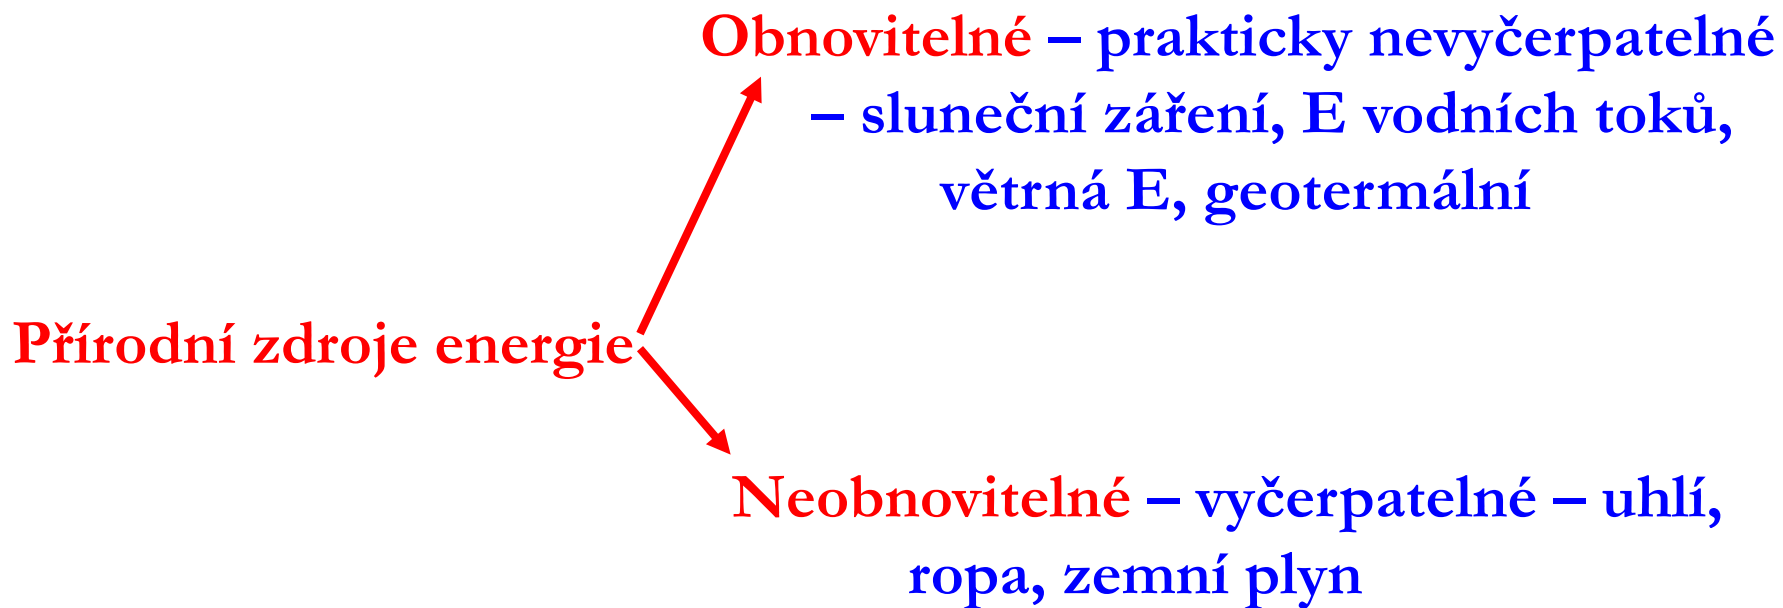 Obnovitelné – prakticky nevyčerpatelné
– sluneční záření, E vodních toků,
větrná E, geotermální
Přírodní zdroje energie
Neobnovitelné – vyčerpatelné – uhlí,
ropa, zemní plyn